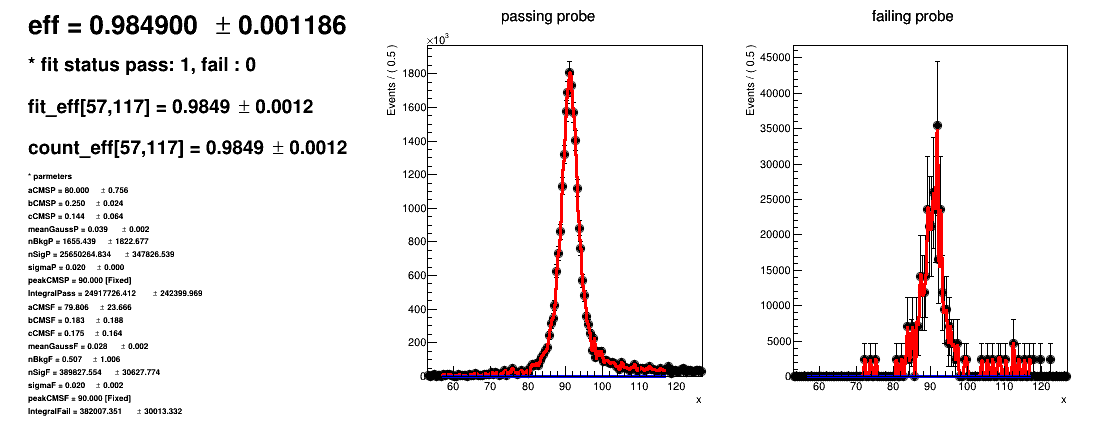 eff = 0.984900 ± 0.001186
* fit status pass: 1, fail : 0
fit_eff[57,117] = 0.9849 ± 0.0012
count_eff[57,117] = 0.9849 ± 0.0012
* parmeters
aCMSP = 80.000 ± 0.756
bCMSP = 0.250 ± 0.024
cCMSP = 0.144 ± 0.064
meanGaussP = 0.039 ± 0.002
nBkgP = 1655.439 ± 1822.677
nSigP = 25650264.834 ± 347826.539
sigmaP = 0.020 ± 0.000
peakCMSP = 90.000 [Fixed]
IntegralPass = 24917726.412 ± 242399.969
aCMSF = 79.806 ± 23.666
bCMSF = 0.183 ± 0.188
cCMSF = 0.175 ± 0.164
meanGaussF = 0.028 ± 0.002
nBkgF = 0.507 ± 1.006
nSigF = 389827.554 ± 30627.774
sigmaF = 0.020 ± 0.002
peakCMSF = 90.000 [Fixed]
IntegralFail = 382007.351 ± 30013.332
passing probe
×10³
Events / ( 0.5 )
1800
1600
1400
1200
1000
800
600
400
200
0
60 70 80 90 100 110 120
x
failing probe
Events / ( 0.5 )
45000
40000
35000
30000
25000
20000
15000
10000
5000
0
60 70 80 90 100 110 120
x